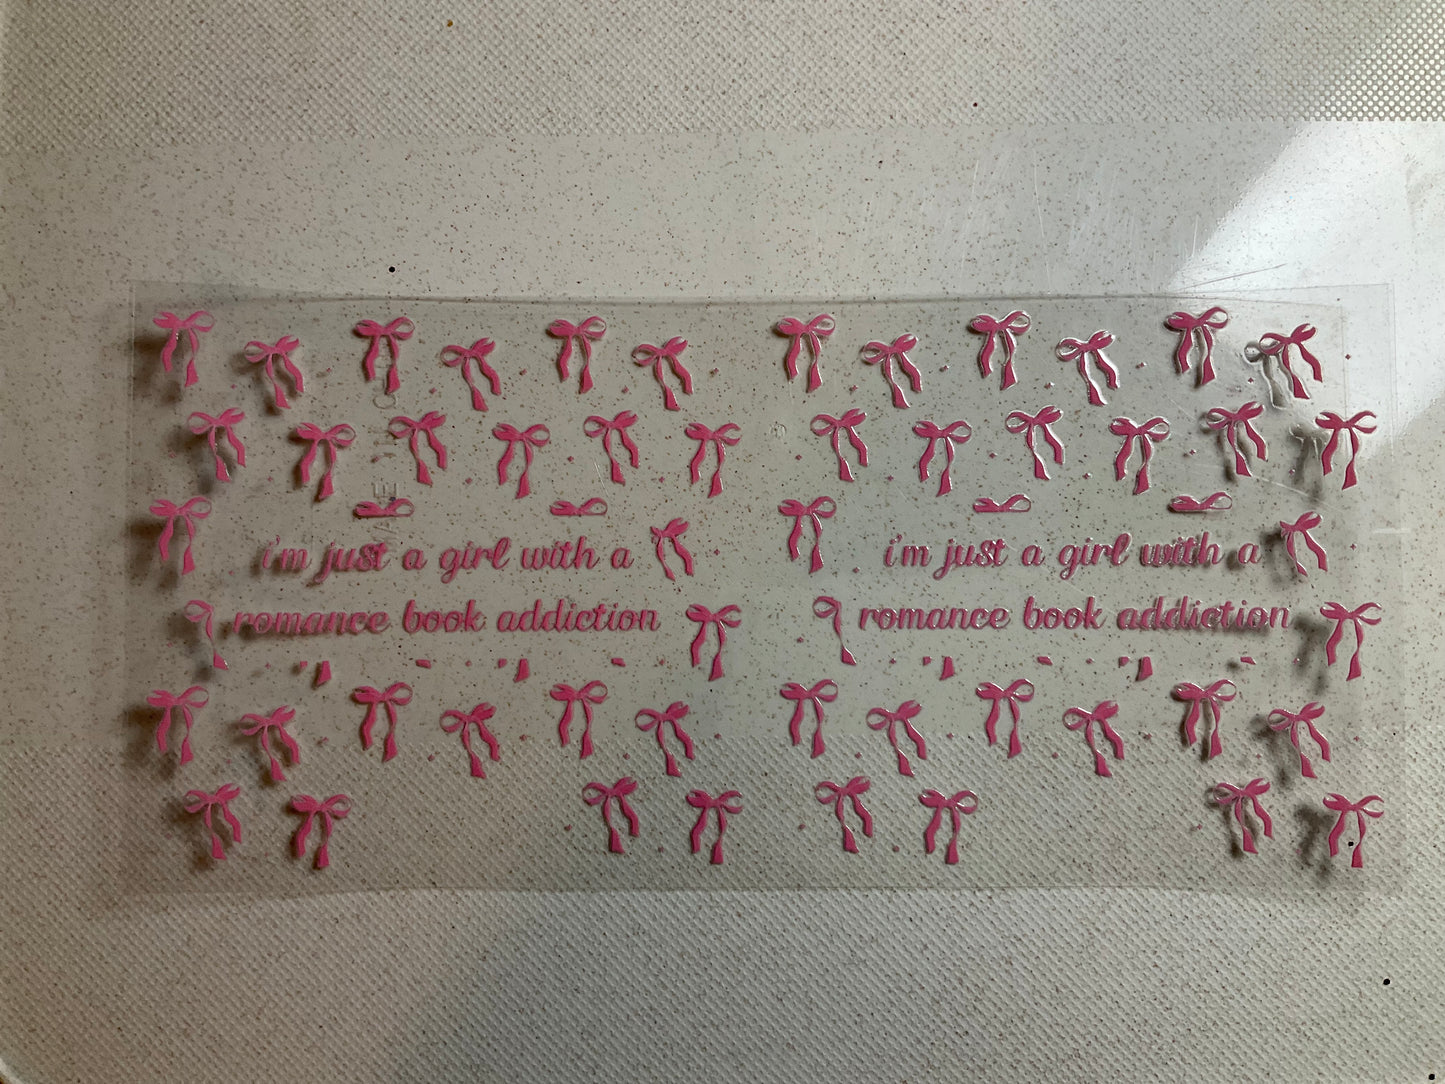 i'm just a girl with a
romance book addiction
i'm just a girl with a
romance book addiction